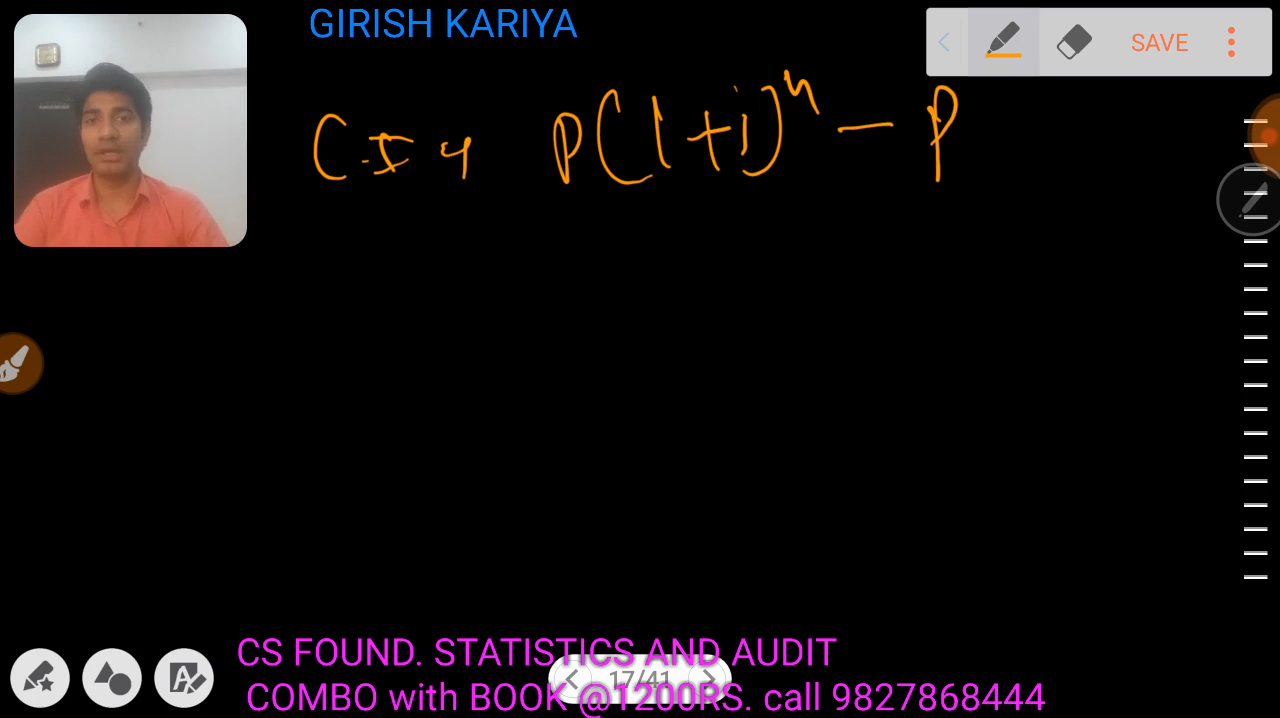 GIRISH KARIYA
SAVE
C.I y P(1+i)^n - P
CS FOUND. STATISTICS AND AUDIT
17/41
COMBO with BOOK @1200RS. call 9827868444